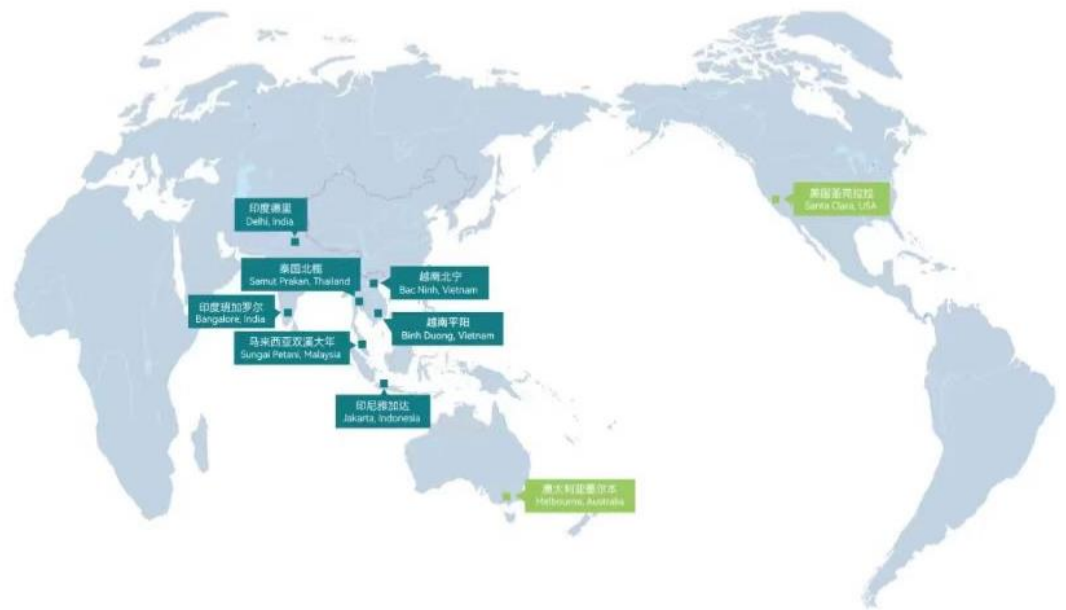 印度德里
Delhi, India
泰国北榄
Samut Prakan, Thailand
越南北宁
Bac Ninh, Vietnam
印度班加罗尔
Bangalore, India
越南平阳
Binh Duong, Vietnam
马来西亚双溪大年
Sungai Petani, Malaysia
印尼雅加达
Jakarta, Indonesia
美国圣克拉拉
Santa Clara, USA
澳大利亚墨尔本
Melbourne, Australia